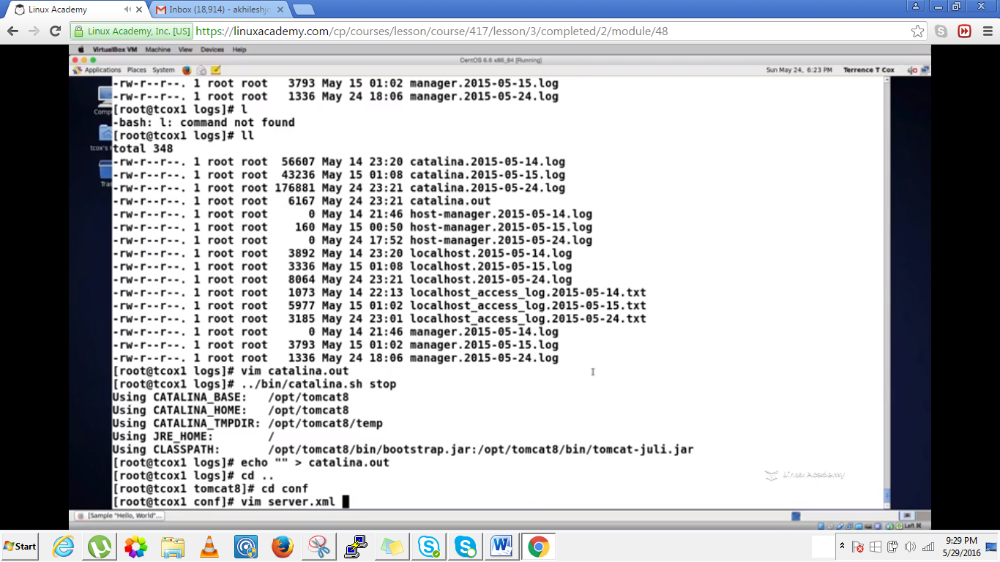 Linux Academy
Inbox (18,914) - akhileshj
Linux Academy, Inc. [US]
https://linuxacademy.com/cp/courses/lesson/course/417/lesson/3/completed/2/module/48
VirtualBox VM Machine View Devices Help
CentOS 6.6 x86_64 [Running]
Applications Places System
Sun May 24, 6:23 PM Terrence T Cox
-rw-r--r--. 1 root root 3793 May 15 01:02 manager.2015-05-15.log
-rw-r--r--. 1 root root 1336 May 24 18:06 manager.2015-05-24.log
[root@tcox1 logs]# l
-bash: l: command not found
[root@tcox1 logs]# ll
total 348
-rw-r--r--. 1 root root 56607 May 14 23:20 catalina.2015-05-14.log
-rw-r--r--. 1 root root 43236 May 15 01:08 catalina.2015-05-15.log
-rw-r--r--. 1 root root 176881 May 24 23:21 catalina.2015-05-24.log
-rw-r--r--. 1 root root 6167 May 24 23:21 catalina.out
-rw-r--r--. 1 root root 0 May 14 21:46 host-manager.2015-05-14.log
-rw-r--r--. 1 root root 160 May 15 00:50 host-manager.2015-05-15.log
-rw-r--r--. 1 root root 0 May 24 17:52 host-manager.2015-05-24.log
-rw-r--r--. 1 root root 3892 May 14 23:20 localhost.2015-05-14.log
-rw-r--r--. 1 root root 3336 May 15 01:08 localhost.2015-05-15.log
-rw-r--r--. 1 root root 8064 May 24 23:21 localhost.2015-05-24.log
-rw-r--r--. 1 root root 1073 May 14 22:13 localhost_access_log.2015-05-14.txt
-rw-r--r--. 1 root root 5977 May 15 01:02 localhost_access_log.2015-05-15.txt
-rw-r--r--. 1 root root 3185 May 24 23:01 localhost_access_log.2015-05-24.txt
-rw-r--r--. 1 root root 0 May 14 21:46 manager.2015-05-14.log
-rw-r--r--. 1 root root 3793 May 15 01:02 manager.2015-05-15.log
-rw-r--r--. 1 root root 1336 May 24 18:06 manager.2015-05-24.log
[root@tcox1 logs]# vim catalina.out
[root@tcox1 logs]# ../bin/catalina.sh stop
Using CATALINA_BASE: /opt/tomcat8
Using CATALINA_HOME: /opt/tomcat8
Using CATALINA_TMPDIR: /opt/tomcat8/temp
Using JRE_HOME: /
Using CLASSPATH: /opt/tomcat8/bin/bootstrap.jar:/opt/tomcat8/bin/tomcat-juli.jar
[root@tcox1 logs]# echo "" > catalina.out
[root@tcox1 logs]# cd ..
[root@tcox1 tomcat8]# cd conf
[root@tcox1 conf]# vim server.xml
Linux Academy
[Sample "Hello, World"...
Left ⌘
Start
9:29 PM
5/29/2016